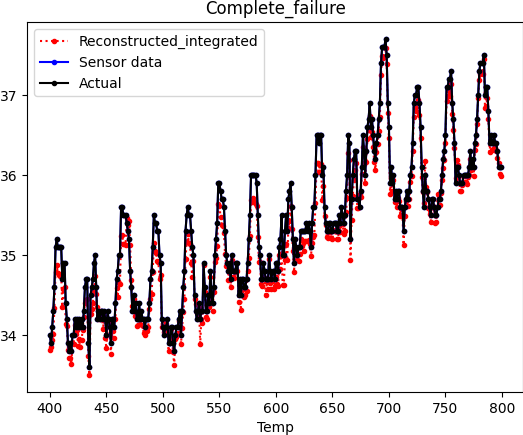 Complete_failure
Reconstructed_integrated
Sensor data
Actual
37
36
35
34
400 450 500 550 600 650 700 750 800
Temp